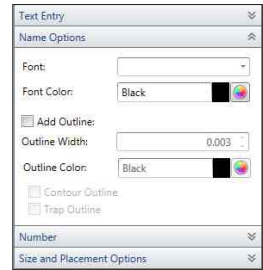 Text Entry
Name Options
Font:
Font Color: Black
Add Outline:
Outline Width: 0.003
Outline Color: Black
Contour Outline
Trap Outline
Number
Size and Placement Options